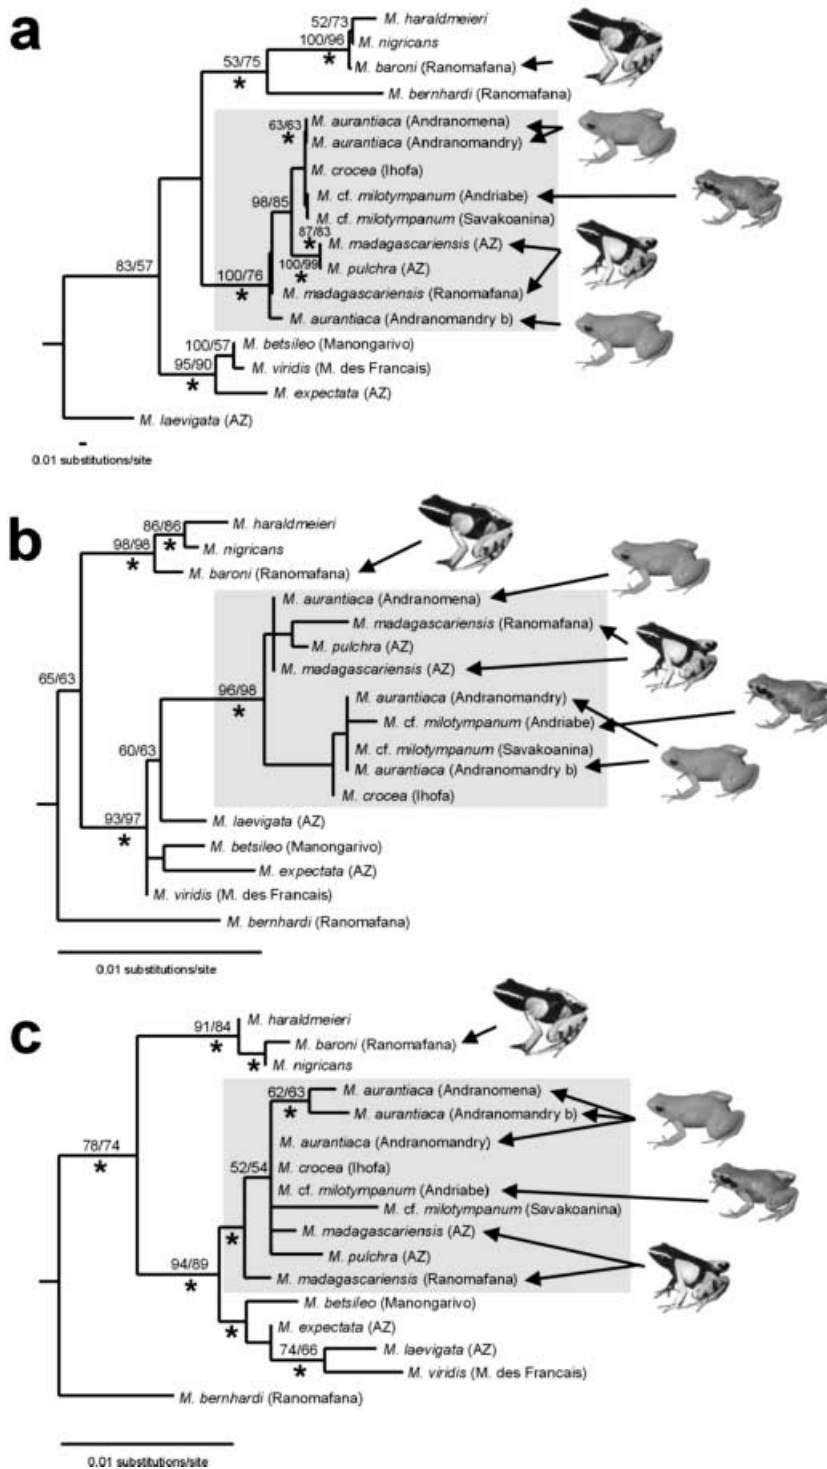 a
52/73
M. haraldmeieri
100/96
M. nigricans
*
M. baroni (Ranomafana)
53/75
*
M. bernhardi (Ranomafana)
63/63
M. aurantiaca (Andranomena)
*
M. aurantiaca (Andranomandry)
M. crocea (Ihofa)
98/85
M. cf. milotympanum (Andriabe)
M. cf. milotympanum (Savakoanina)
87/83
*
M. madagascariensis (AZ)
83/57
100/76
*
100/99
*
M. pulchra (AZ)
M. madagascariensis (Ranomafana)
M. aurantiaca (Andranomandry b)
100/57
M. betsileo (Manongarivo)
95/90
*
M. viridis (M. des Francais)
M. expectata (AZ)
M. laevigata (AZ)
0.01 substitutions/site
b
86/86
*
M. haraldmeieri
98/98
*
M. nigricans
M. baroni (Ranomafana)
M. aurantiaca (Andranomena)
M. madagascariensis (Ranomafana)
M. pulchra (AZ)
65/63
96/98
*
M. madagascariensis (AZ)
M. aurantiaca (Andranomandry)
M. cf. milotympanum (Andriabe)
60/63
M. cf. milotympanum (Savakoanina)
M. aurantiaca (Andranomandry b)
M. crocea (Ihofa)
93/97
*
M. laevigata (AZ)
M. betsileo (Manongarivo)
M. expectata (AZ)
M. viridis (M. des Francais)
M. bernhardi (Ranomafana)
0.01 substitutions/site
c
91/84
*
M. haraldmeieri
M. baroni (Ranomafana)
*
M. nigricans
62/63
*
M. aurantiaca (Andranomena)
M. aurantiaca (Andranomandry b)
78/74
*
M. aurantiaca (Andranomandry)
52/54
M. crocea (Ihofa)
M. cf. milotympanum (Andriabe)
M. cf. milotympanum (Savakoanina)
*
M. madagascariensis (AZ)
M. pulchra (AZ)
94/89
*
M. madagascariensis (Ranomafana)
M. betsileo (Manongarivo)
*
M. expectata (AZ)
74/66
*
M. laevigata (AZ)
M. viridis (M. des Francais)
M. bernhardi (Ranomafana)
0.01 substitutions/site